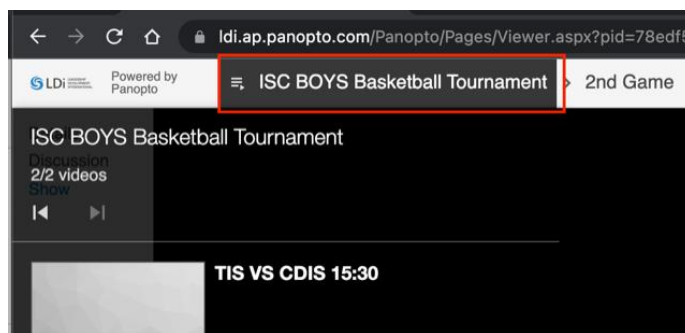 ldi.ap.panopto.com/Panopto/Pages/Viewer.aspx?pid=78edf5
LDi Powered by Panopto
ISC BOYS Basketball Tournament > 2nd Game
ISC BOYS Basketball Tournament
Discussion
2/2 videos
Show
TIS VS CDIS 15:30